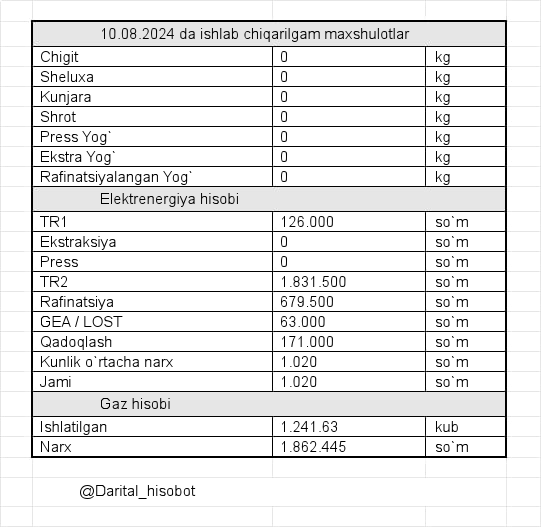 10.08.2024 da ishlab chiqarilgam maxshulotlar
Chigit 0 kg
Sheluxa 0 kg
Kunjara 0 kg
Shrot 0 kg
Press Yog` 0 kg
Ekstra Yog` 0 kg
Rafinatsiyalangan Yog` 0 kg
Elektrenergiya hisobi
TR1 126.000 so`m
Ekstraksiya 0 so`m
Press 0 so`m
TR2 1.831.500 so`m
Rafinatsiya 679.500 so`m
GEA / LOST 63.000 so`m
Qadoqlash 171.000 so`m
Kunlik o`rtacha narx 1.020 so`m
Jami 1.020 so`m
Gaz hisobi
Ishlatilgan 1.241.63 kub
Narx 1.862.445 so`m
@Darital_hisobot